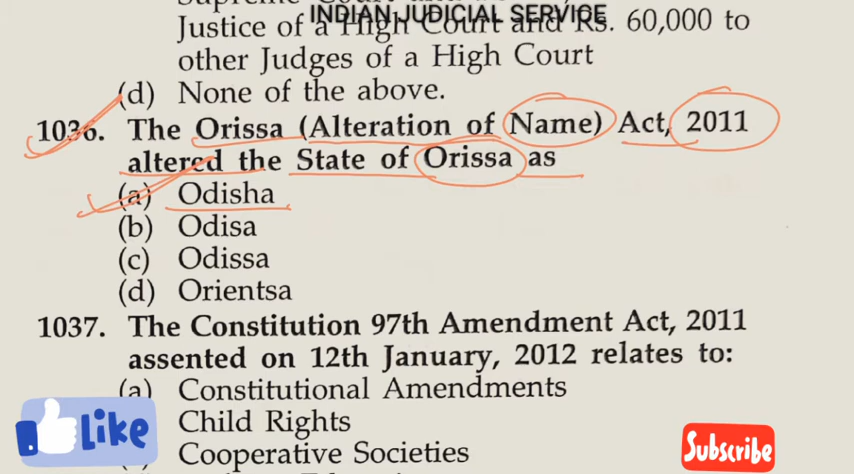 INDIAN JUDICIAL SERVICE
Justice of a High Court and Rs. 60,000 to
other Judges of a High Court
(d) None of the above.
1036. The Orissa (Alteration of Name) Act, 2011
altered the State of Orissa as
(a) Odisha
(b) Odisa
(c) Odissa
(d) Orientsa
1037. The Constitution 97th Amendment Act, 2011
assented on 12th January, 2012 relates to:
(a) Constitutional Amendments
Child Rights
Cooperative Societies
Like
Subscribe